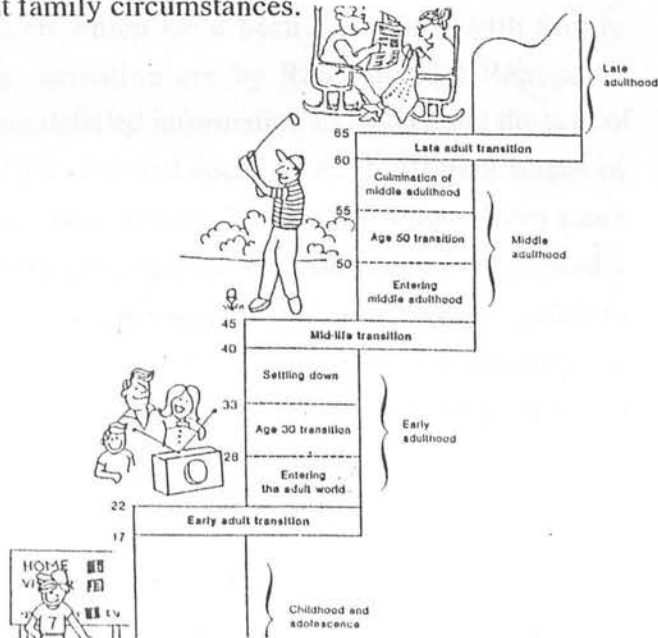 t family circumstances.
Late
adulthood
65
Late adult transition
60
Culmination of
middle adulthood
55
Age 50 transition
Middle
adulthood
50
Entering
middle adulthood
45
Mid-life transition
40
Settling down
33
Age 30 transition
Early
adulthood
28
Entering
the adult world
22
Early adult transition
17
HOME
7
Childhood and
adolescence